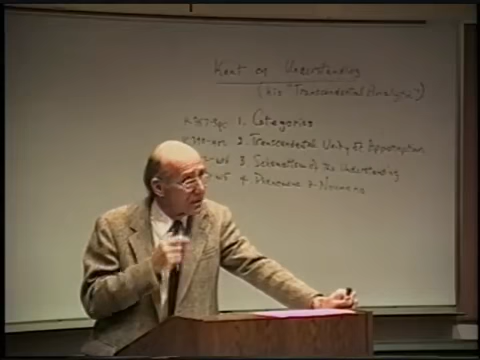 Kant on Understanding
(His "Transcendental Analytic")
1. Categories
2. Transcendental Unity of Apperception
3 Schematism of the Understanding
4. Phenomena & Noumena